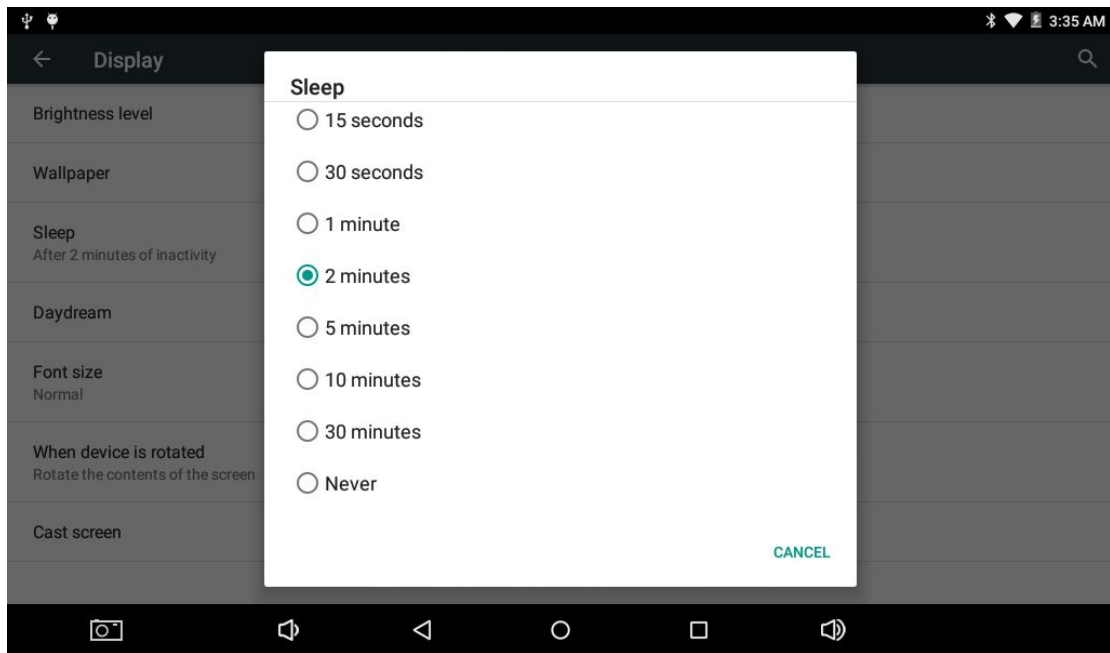 3:35 AM
Display
Brightness level
Wallpaper
Sleep
After 2 minutes of inactivity
Daydream
Font size
Normal
When device is rotated
Rotate the contents of the screen
Cast screen
Sleep
15 seconds
30 seconds
1 minute
2 minutes
5 minutes
10 minutes
30 minutes
Never
CANCEL